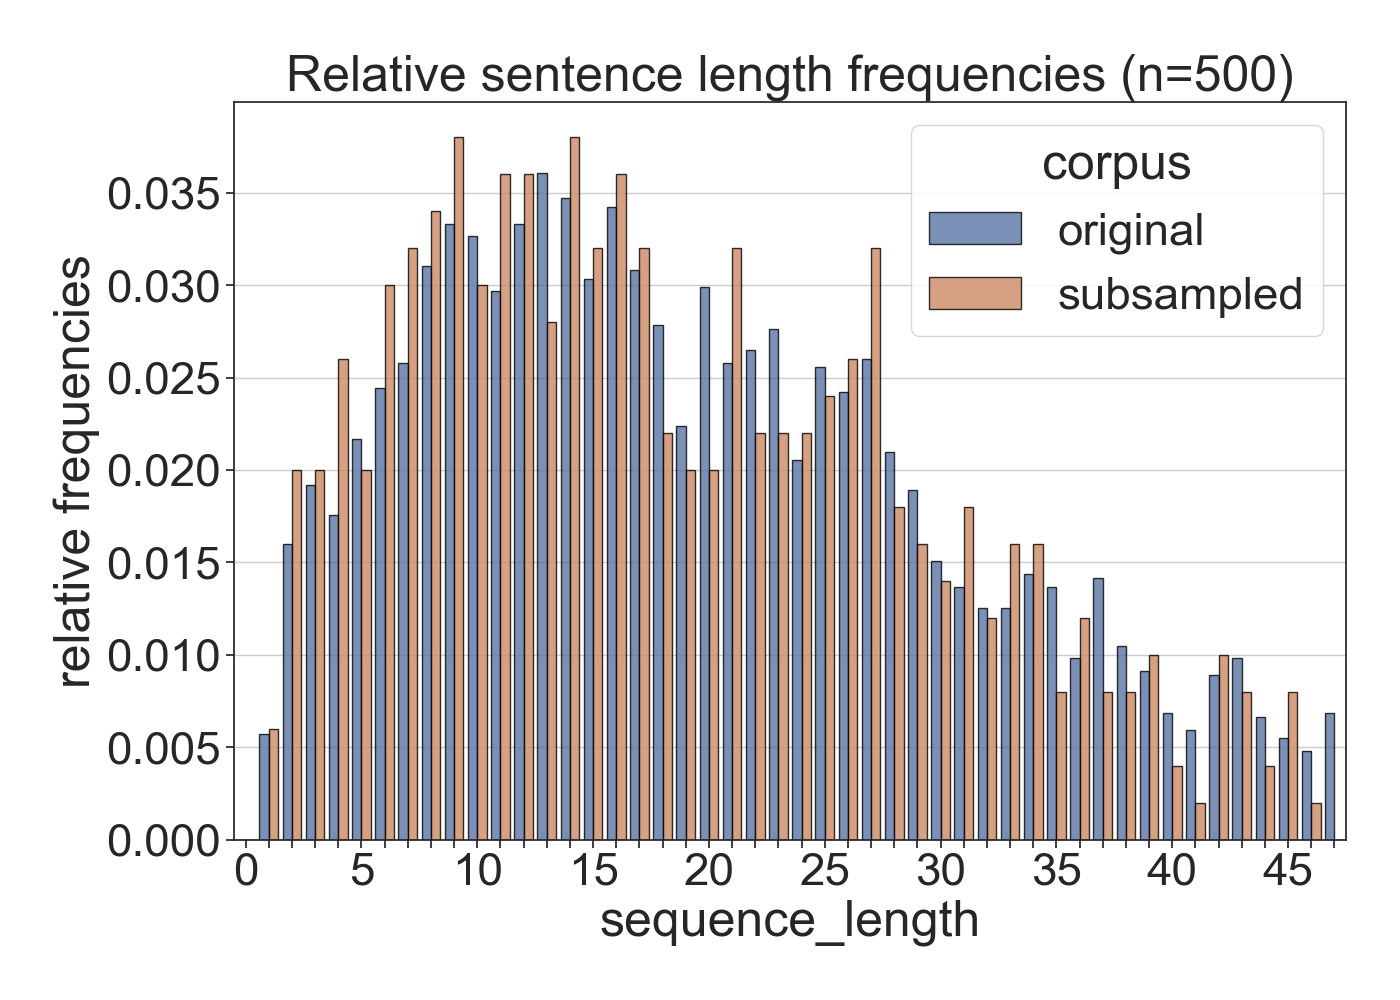 Relative sentence length frequencies (n=500)
corpus
original
subsampled
relative frequencies
0.035
0.030
0.025
0.020
0.015
0.010
0.005
0.000
0 5 10 15 20 25 30 35 40 45
sequence_length